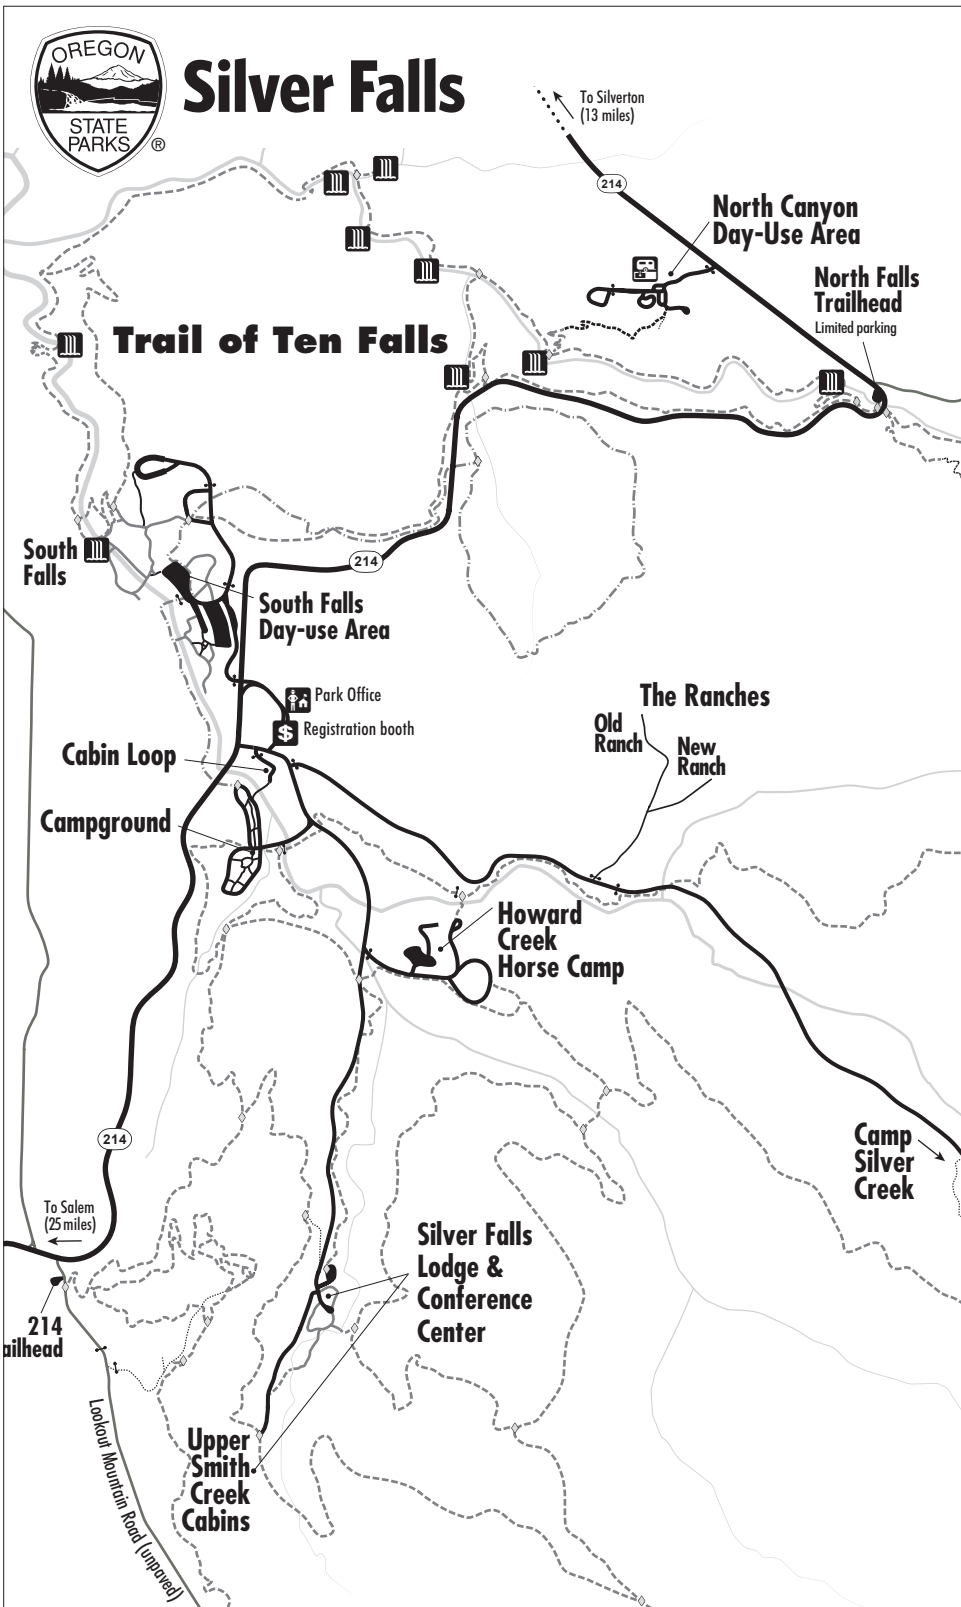 OREGON
STATE
PARKS
®
Silver Falls
To Silverton
(13 miles)
214
North Canyon
Day-Use Area
North Falls
Trailhead
Limited parking
Trail of Ten Falls
South
Falls
214
South Falls
Day-use Area
Park Office
$
Registration booth
The Ranches
Old
Ranch
New
Ranch
Cabin Loop
Campground
Howard
Creek
Horse Camp
214
Camp
Silver
Creek
To Salem
(25 miles)
Silver Falls
Lodge &
Conference
Center
214
ailhead
Lookout Mountain Road (unpaved)
Upper
Smith
Creek
Cabins